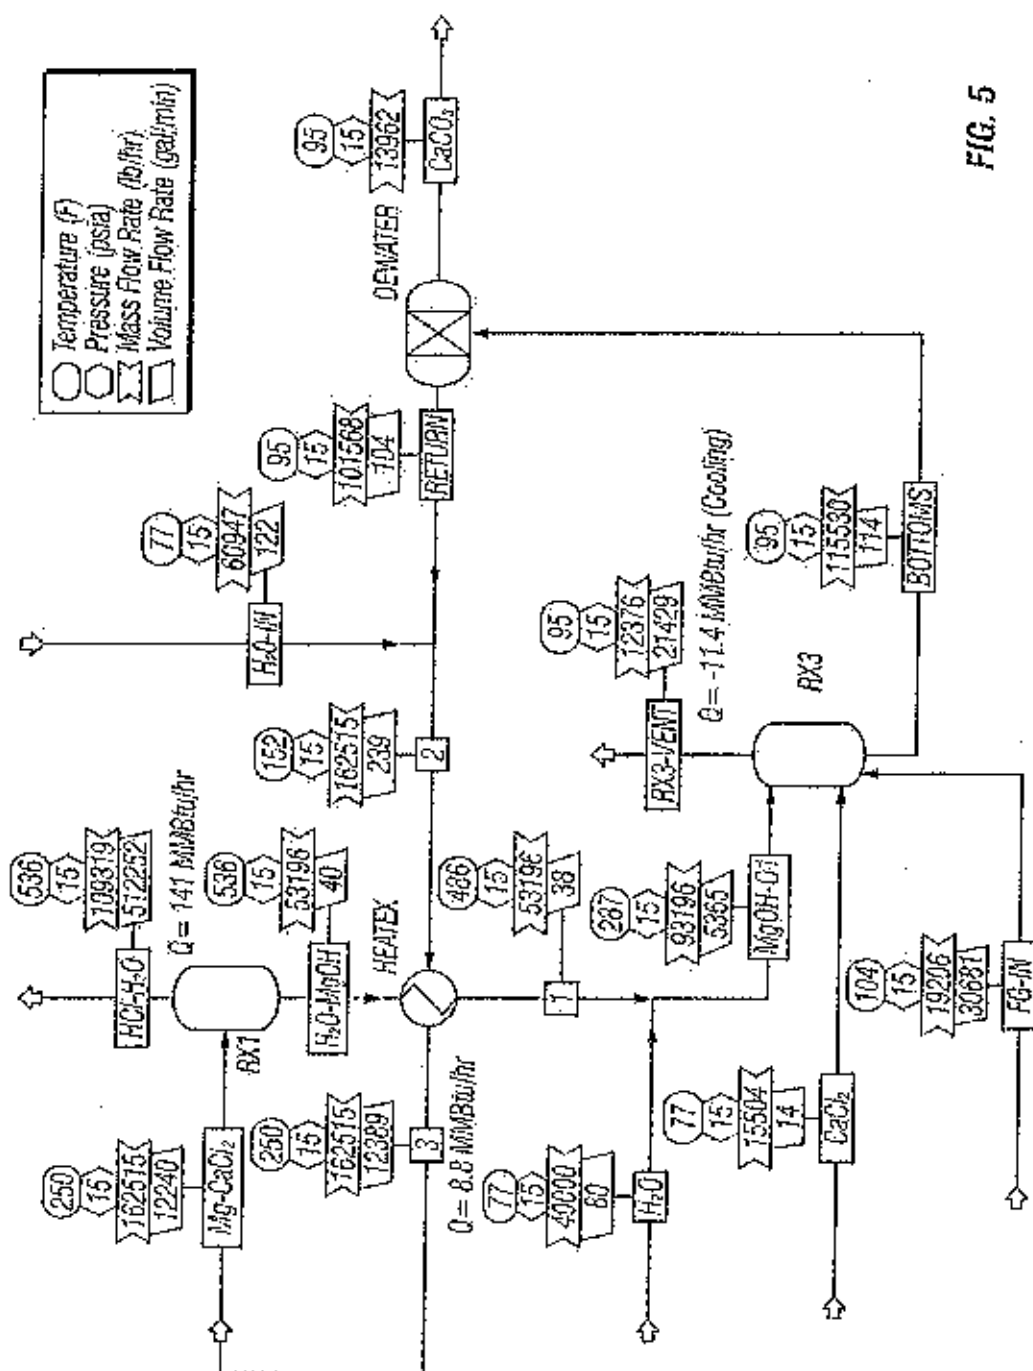 Temperature (F)
Pressure (psia)
Mass Flow Rate (lb/hr)
Volume Flow Rate (gal/min)
536
15
109319
512252
HCl-H₂O
Q = 141 MMBtu/hr
RX1
250
15
162515
12240
Mg-CaCl₂
536
15
53196
40
H₂O-MgOH
HEATEX
250
15
162515
12389
3
Q = 8.8 MMBtu/hr
152
15
162515
239
2
77
15
60947
122
H₂O-IN
95
15
101568
104
RETURN
DEWATER
95
15
13962
CaCO₃
486
15
53196
38
1
77
15
40000
80
H₂O
287
15
93196
5365
MgOH-O1
95
15
12376
21429
RX3-VENT
Q = -11.4 MMBtu/hr (Cooling)
RX3
77
15
15504
14
CaCl₂
104
15
19206
30681
FG-IN
95
15
115530
114
BOTTOMS
FIG. 5